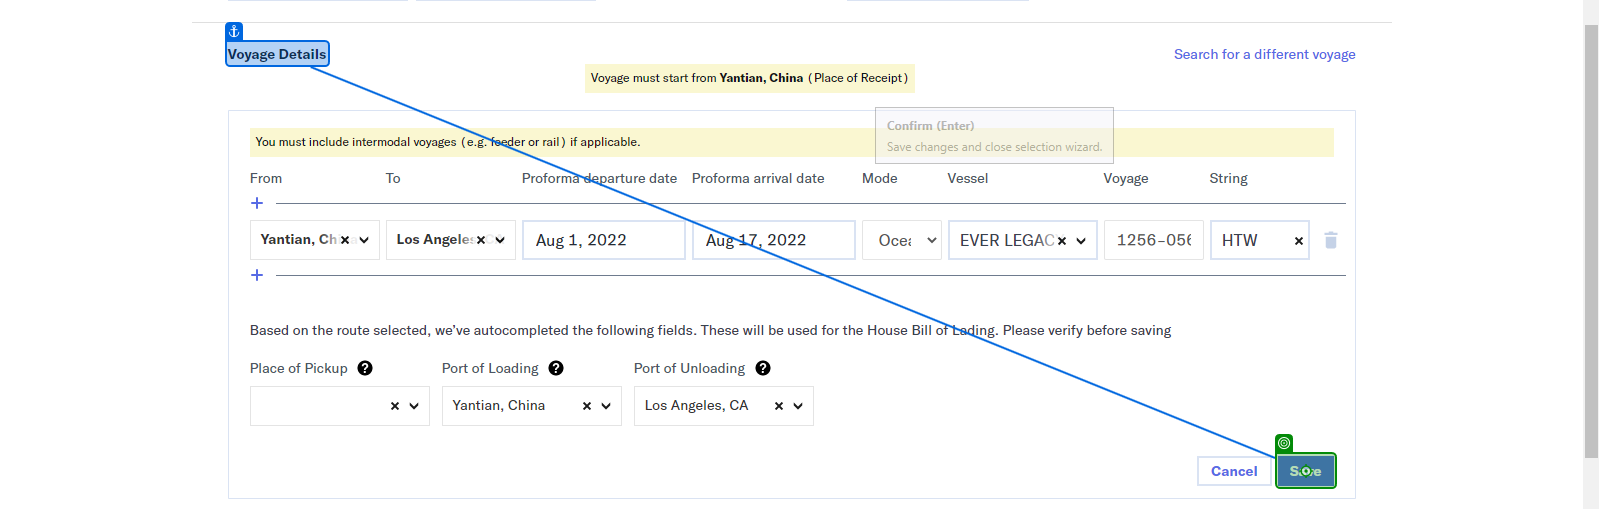 Voyage Details
Search for a different voyage
Voyage must start from Yantian, China (Place of Receipt)
Confirm (Enter)
Save changes and close selection wizard.
You must include intermodal voyages (e.g. feeder or rail) if applicable.
From To Proforma departure date Proforma arrival date Mode Vessel Voyage String
Yantian, Ch Los Angeles Aug 1, 2022 Aug 17, 2022 Ocea EVER LEGAC 1256-056 HTW
Based on the route selected, we've autocompleted the following fields. These will be used for the House Bill of Lading. Please verify before saving
Place of Pickup Port of Loading Port of Unloading
Yantian, China Los Angeles, CA
Cancel Save